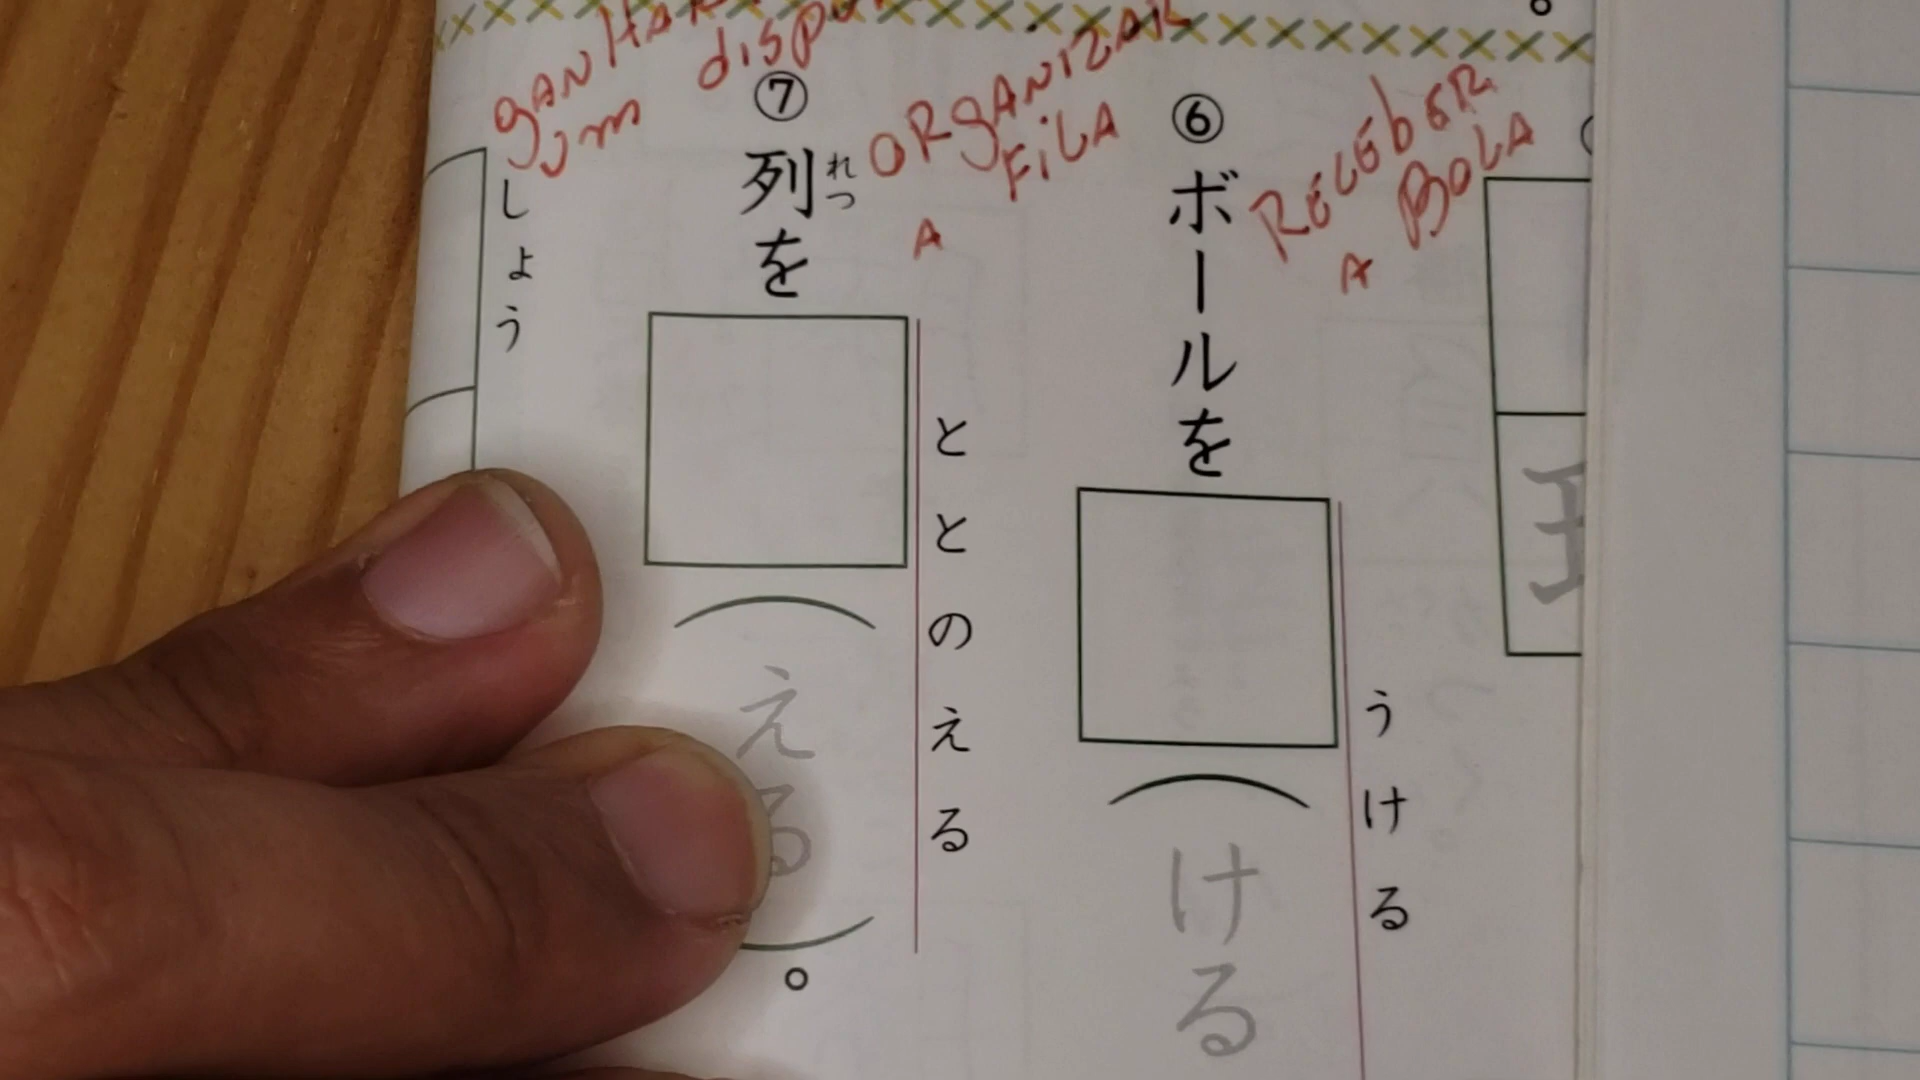 RECEBER
A BOLA
⑥ ボールを
うける
ける
ORGANIZAR
A FILA
⑦ 列を
れつ
ととのえる
える
。
um
しょう